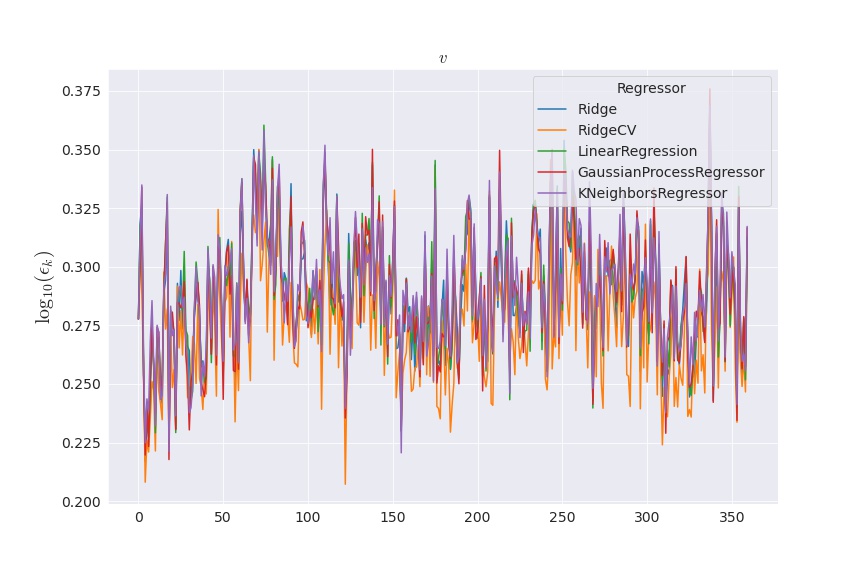 v
Regressor
Ridge
RidgeCV
LinearRegression
GaussianProcessRegressor
KNeighborsRegressor
log₁₀(ϵₖ)
0.375
0.350
0.325
0.300
0.275
0.250
0.225
0.200
0 50 100 150 200 250 300 350